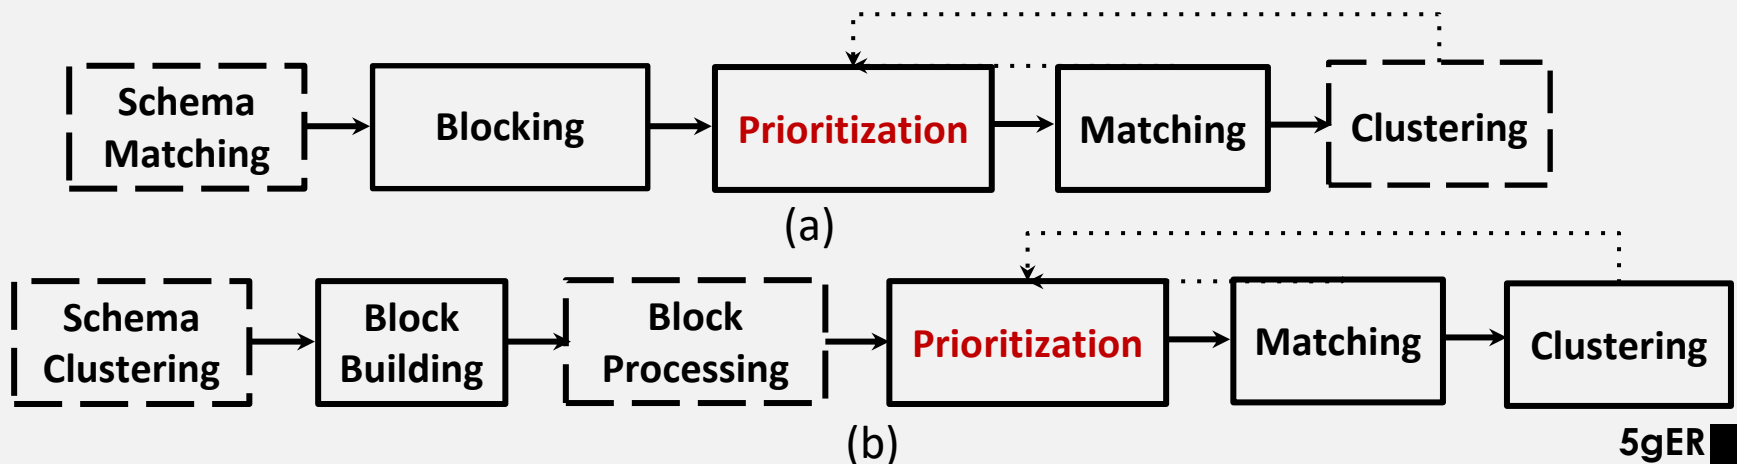 Schema
Matching
Blocking
Prioritization
Matching
Clustering
(a)
Schema
Clustering
Block
Building
Block
Processing
Prioritization
Matching
Clustering
(b)
5gER